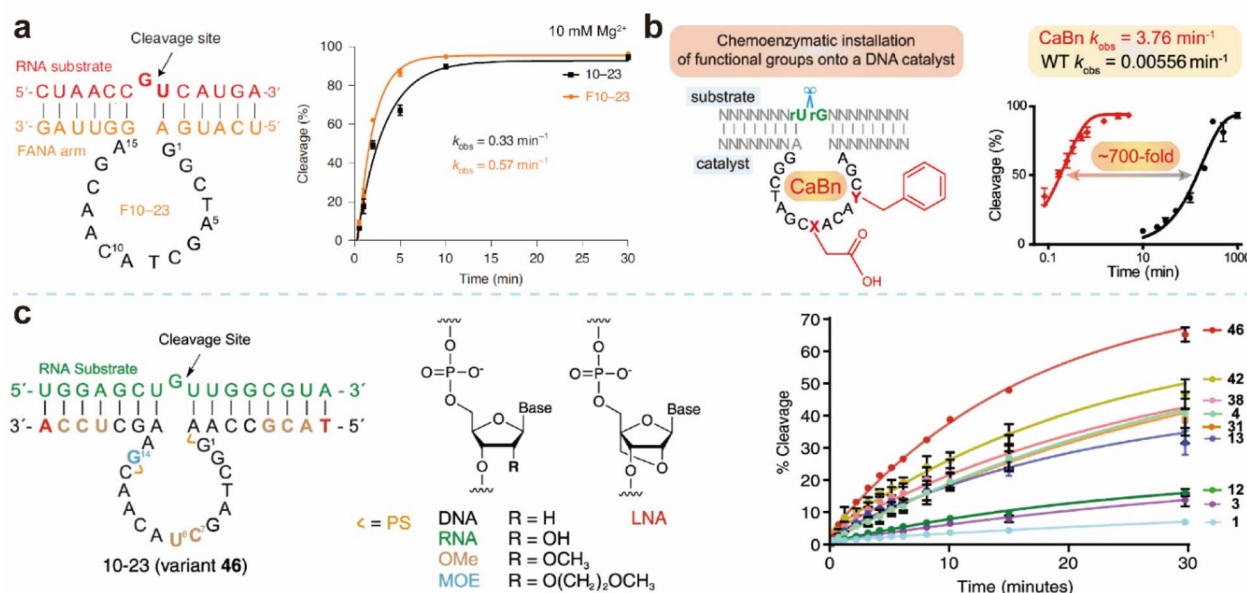 a
Cleavage site
RNA substrate
G
5′-CUAACC UCAUGA-3′
3′-GAUUGG AGUACU-5′
FANA arm
A15 G1
G G
C C
A T
A F10–23 A5
C G
A10 C
C A T
10 mM Mg2+
10–23
F10–23
Cleavage (%)
100
80
60
40
20
0
kobs = 0.33 min−1
kobs = 0.57 min−1
0 5 10 15 20 25 30
Time (min)
b
Chemoenzymatic installation
of functional groups onto a DNA catalyst
substrate
NNNNNNNrUrGNNNNNNN
catalyst
NNNNNNNA NNNNNNN
G A
G G
C C
T CaBn Y
A A
G C
C X A
O
OH
CaBn kobs = 3.76 min-1
WT kobs = 0.00556 min-1
Cleavage (%)
100
50
0
~700-fold
0.1 10 100 1000
Time (min)
c
Cleavage Site
RNA Substrate
G
5′- UGGAGCU UUGGCGUA - 3′
3′- ACCUCGA AACCGCAT - 5′
A G1
G14 G
C C
A T
A A
C G
A U8 C7
10-23 (variant 46)
= PS
O
O=P–O-
O
Base
O
O R
DNA R = H
RNA R = OH
OMe R = OCH3
MOE R = O(CH2)2OCH3
O
O=P–O-
O
Base
O
O O
LNA
% Cleavage
70
60
50
40
30
20
10
0
0 10 20 30
Time (minutes)
46
42
38
4
31
13
12
3
1